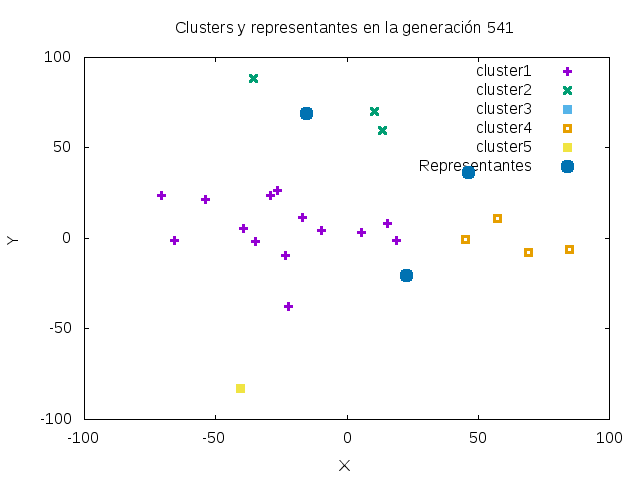 Clusters y representantes en la generación 541
100
50
0
-50
-100
-100
-50
0
50
100
Y
X
cluster1
cluster2
cluster3
cluster4
cluster5
Representantes